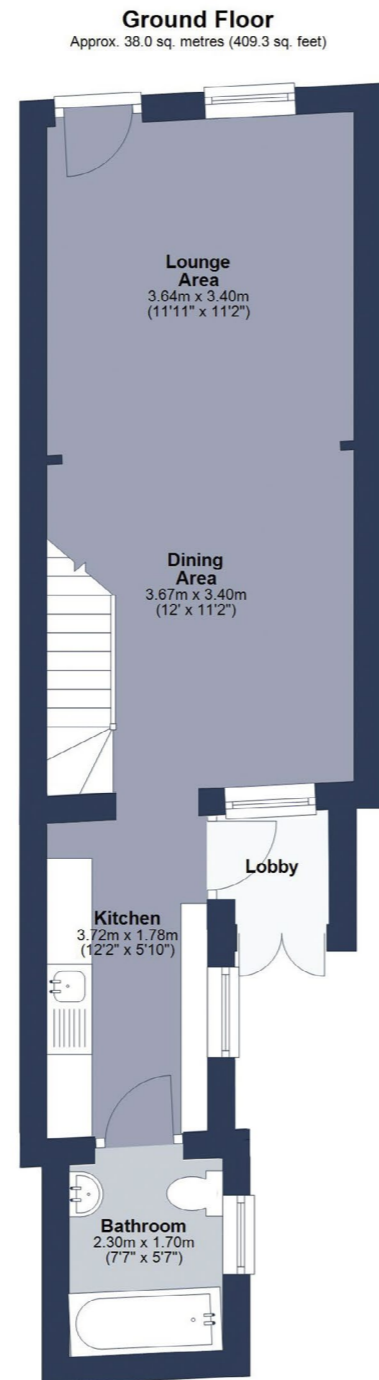 Ground Floor
Approx. 38.0 sq. metres (409.3 sq. feet)
Lounge
Area
3.64m x 3.40m
(11'11" x 11'2")
Dining
Area
3.67m x 3.40m
(12' x 11'2")
Lobby
Kitchen
3.72m x 1.78m
(12'2" x 5'10")
Bathroom
2.30m x 1.70m
(7'7" x 5'7")